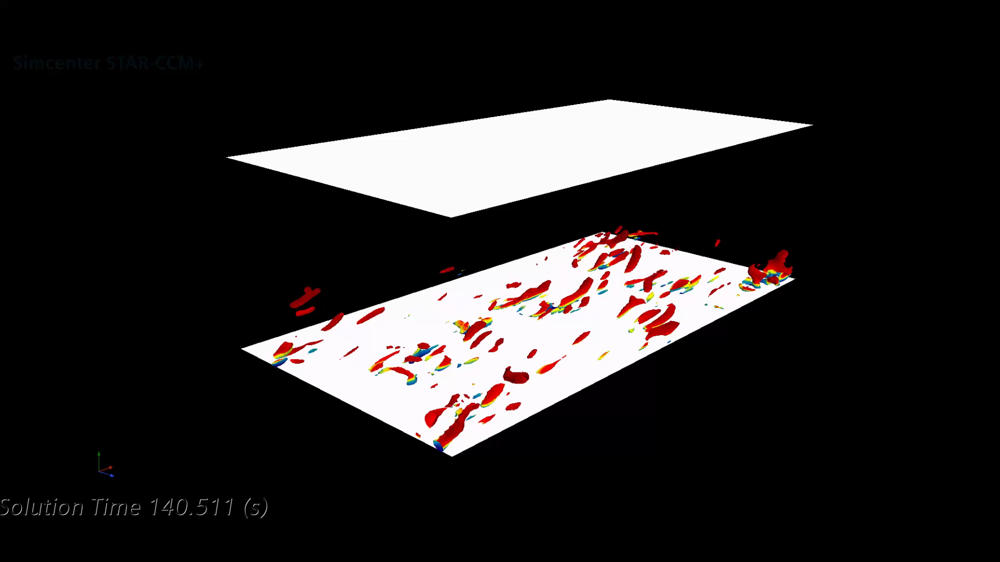 Simcenter STAR-CCM+
Solution Time 140.511 (s)